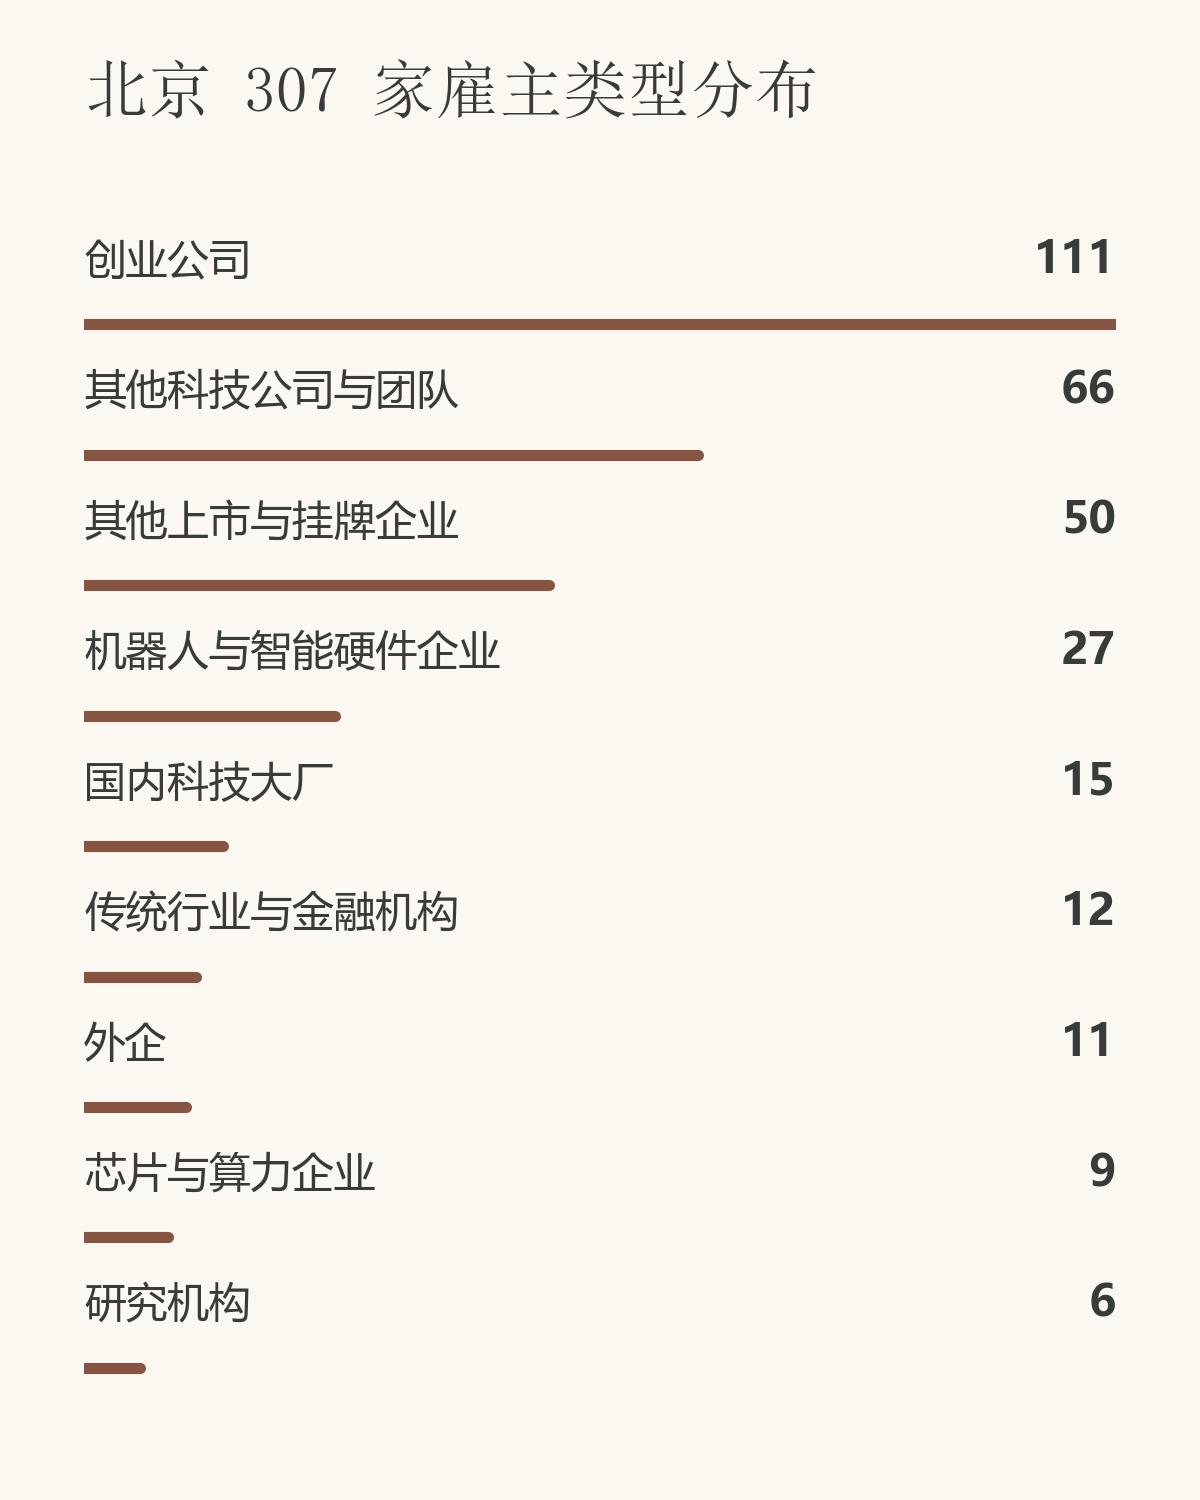 北京 307 家雇主类型分布
创业公司 111
其他科技公司与团队 66
其他上市与挂牌企业 50
机器人与智能硬件企业 27
国内科技大厂 15
传统行业与金融机构 12
外企 11
芯片与算力企业 9
研究机构 6